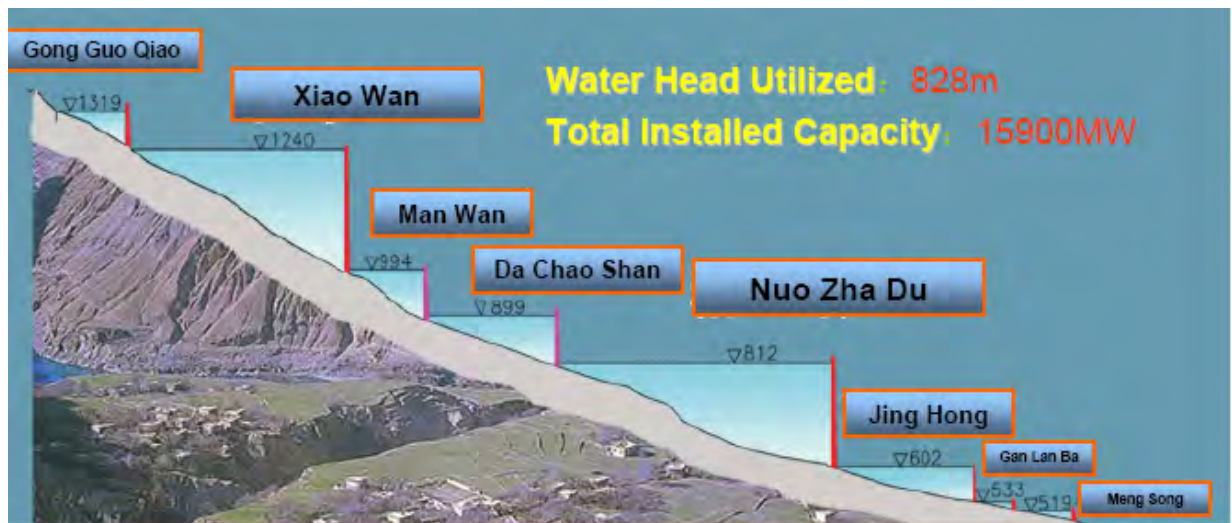 Gong Guo Qiao
Water Head Utilized: 828m
Xiao Wan
▽1319
Total Installed Capacity: 15900MW
▽1240
Man Wan
▽994
Da Chao Shan
Nuo Zha Du
▽899
▽812
Jing Hong
▽602
Gan Lan Ba
▽533
▽519
Meng Song